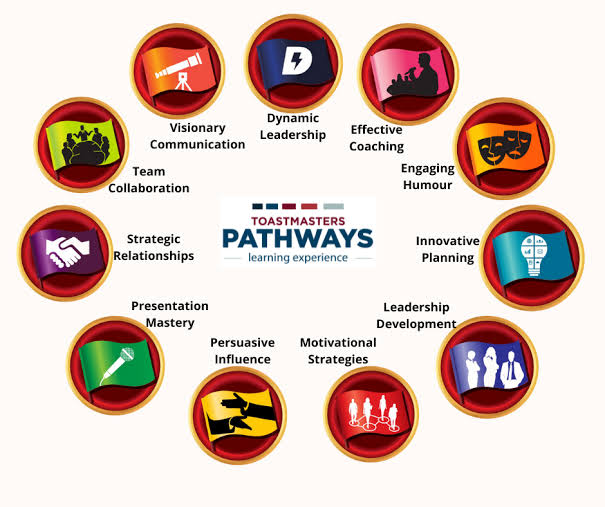 Visionary
Communication
Dynamic
Leadership
D
Effective
Coaching
Engaging
Humour
Team
Collaboration
TOASTMASTERS
PATHWAYS
learning experience
Strategic
Relationships
Innovative
Planning
Presentation
Mastery
Leadership
Development
Persuasive
Influence
Motivational
Strategies